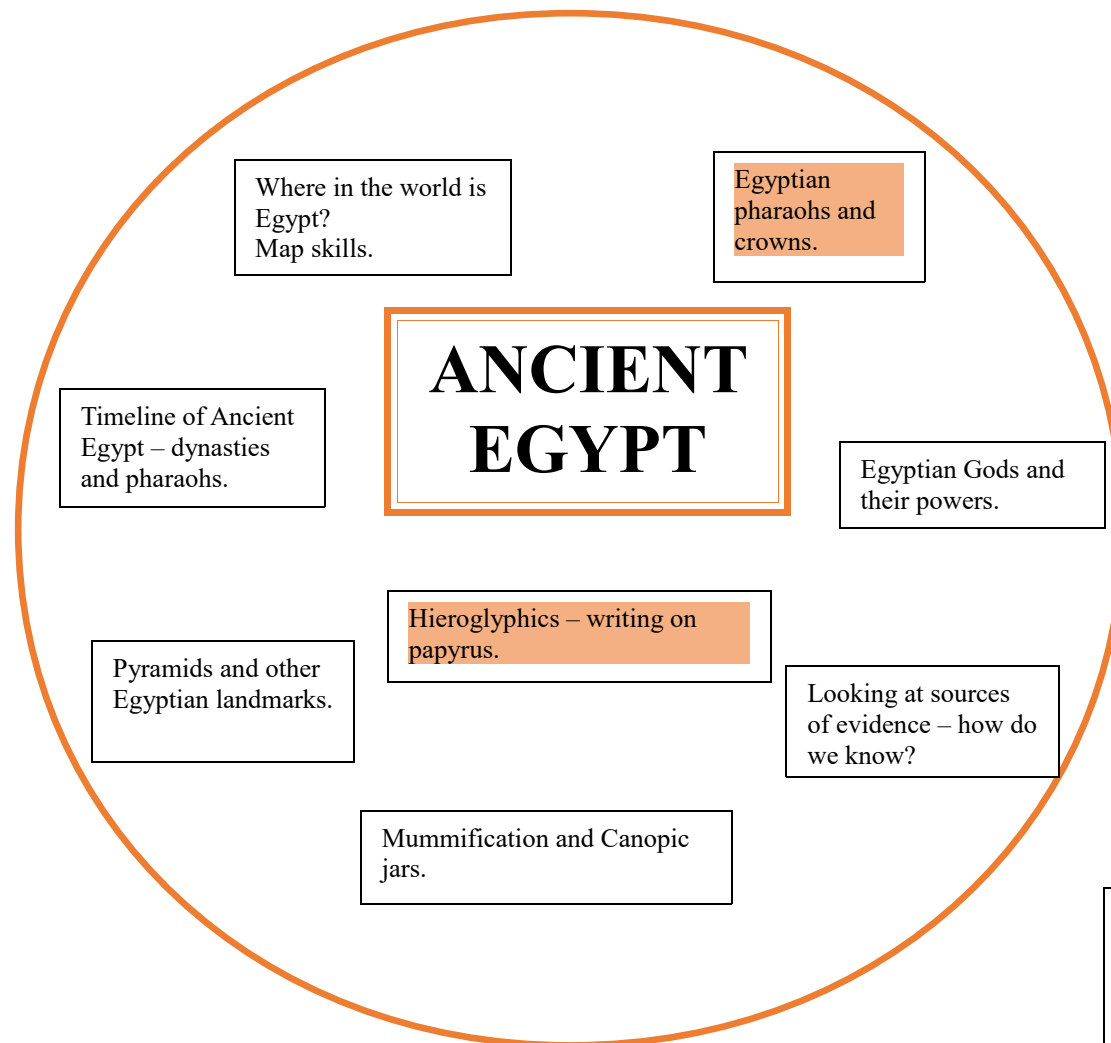 Where in the world is
Egypt?
Map skills.
Egyptian
pharaohs and
crowns.
ANCIENT
EGYPT
Timeline of Ancient
Egypt – dynasties
and pharaohs.
Egyptian Gods and
their powers.
Hieroglyphics – writing on
papyrus.
Pyramids and other
Egyptian landmarks.
Looking at sources
of evidence – how do
we know?
Mummification and Canopic
jars.